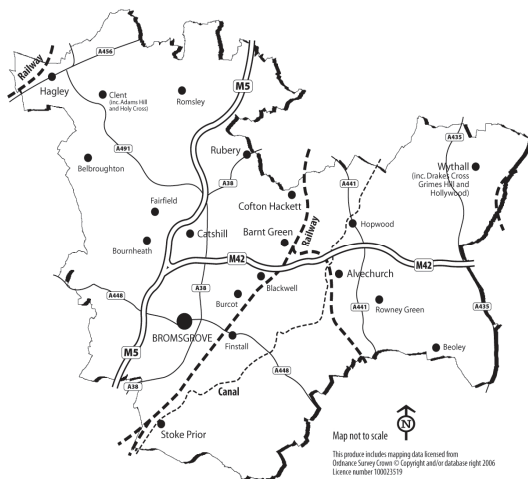 A456
Railway
A435
Hagley
Clent
(inc. Adams Hill
and Holy Cross)
Romsley
M5
A491
Rubery
Wythall
(inc. Drakes Cross
Grimes Hill and
Hollywood)
Belbroughton
A38
A441
Cofton Hackett
Fairfield
Hopwood
Catshill
Barnt Green
Railway
Bournheath
M42
M42
Alvechurch
Blackwell
A448
A38
Burcot
Rowney Green
A441
A435
BROMSGROVE
Finstall
Beoley
M5
A448
A38
Canal
Stoke Prior
N
Map not to scale
This produce includes mapping data licensed from
Ordnance Survey Crown © Copyright and/or database right 2006
Licence number 100023519